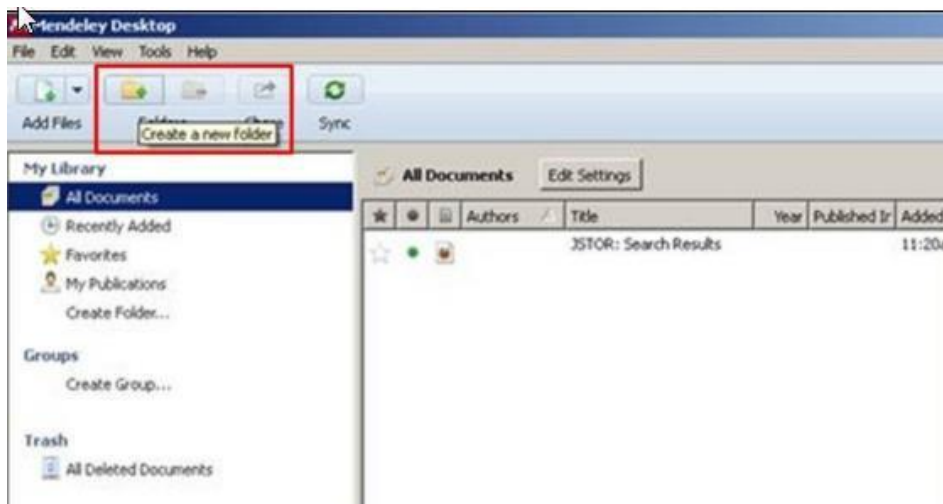 Mendeley Desktop
File Edit View Tools Help
Add Files Sync
Create a new folder
My Library
All Documents
Recently Added
Favorites
My Publications
Create Folder...
Groups
Create Group...
Trash
All Deleted Documents
All Documents Edit Settings
Authors Title Year Published In Added
JSTOR: Search Results 11:20